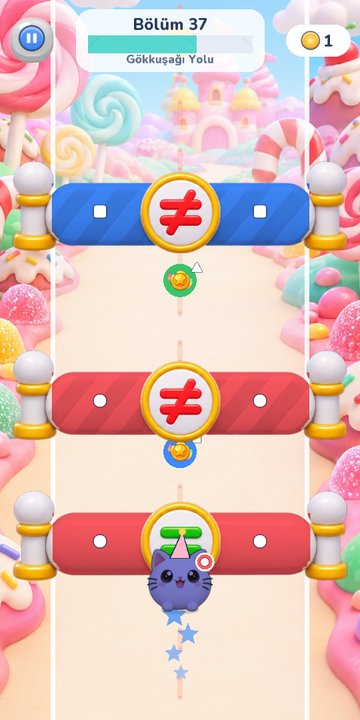 Bölüm 37
1
Gökkuşağı Yolu
≠
≠
=